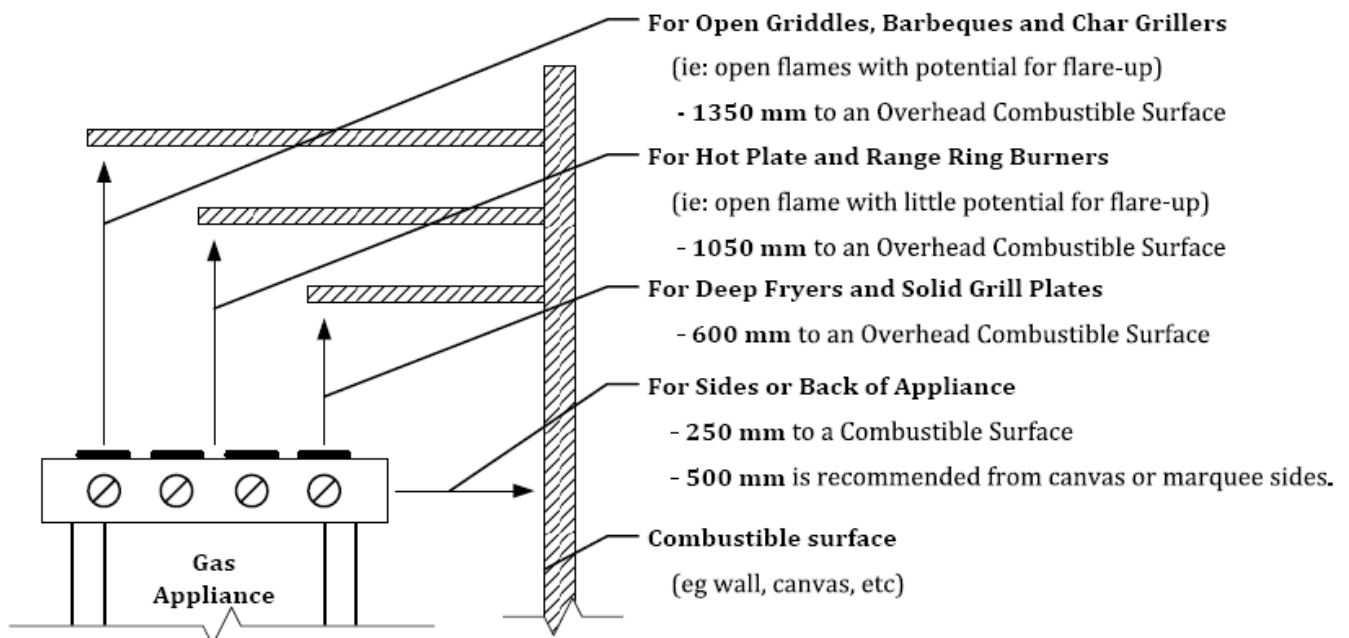 For Open Griddles, Barbeques and Char Grillers
(ie: open flames with potential for flare-up)
- 1350 mm to an Overhead Combustible Surface
For Hot Plate and Range Ring Burners
(ie: open flame with little potential for flare-up)
- 1050 mm to an Overhead Combustible Surface
For Deep Fryers and Solid Grill Plates
- 600 mm to an Overhead Combustible Surface
For Sides or Back of Appliance
- 250 mm to a Combustible Surface
- 500 mm is recommended from canvas or marquee sides.
Combustible surface
(eg wall, canvas, etc)
Gas
Appliance